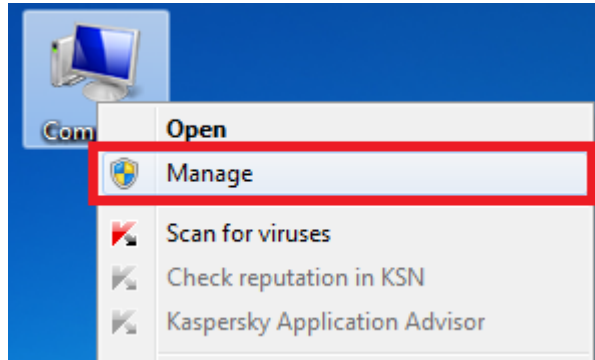 Com
Open
Manage
Scan for viruses
Check reputation in KSN
Kaspersky Application Advisor